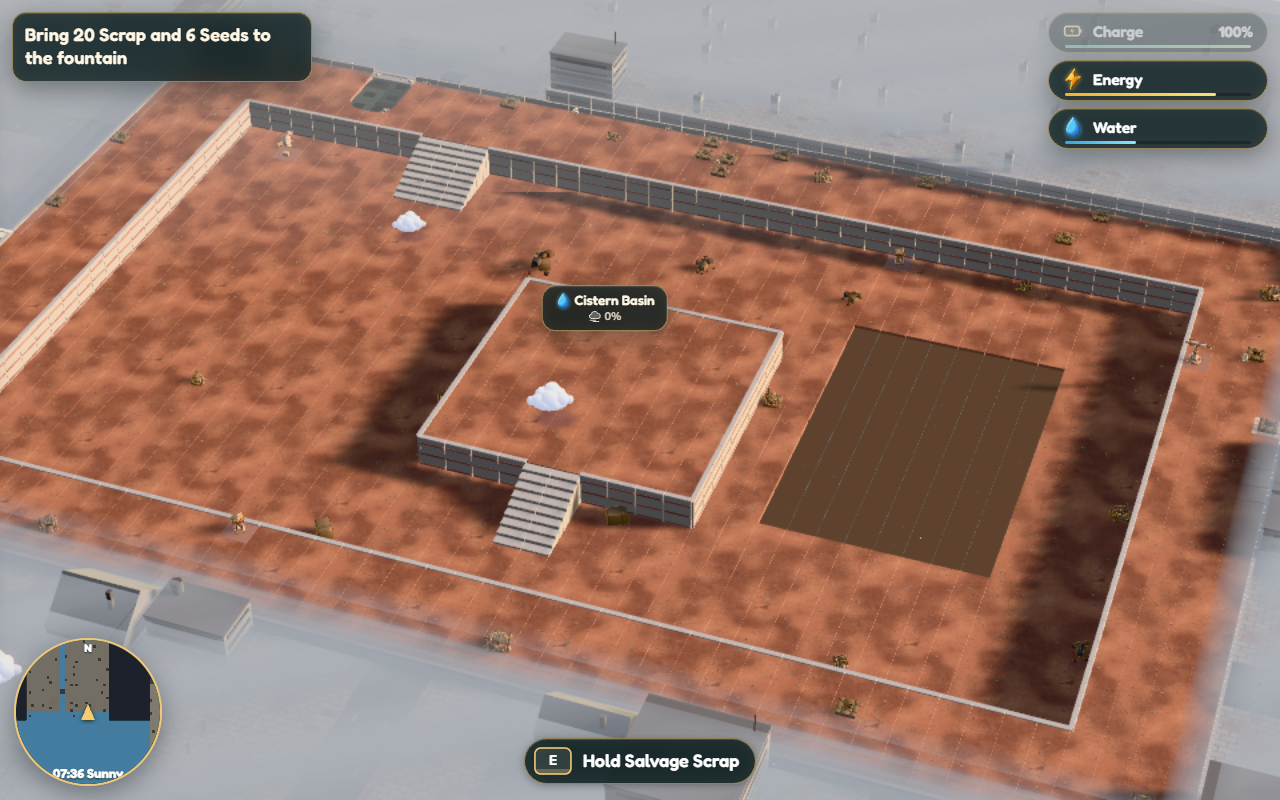 Bring 20 Scrap and 6 Seeds to
the fountain
Charge 100%
Energy
Water
Cistern Basin
0%
N
07:36 Sunny
E Hold Salvage Scrap